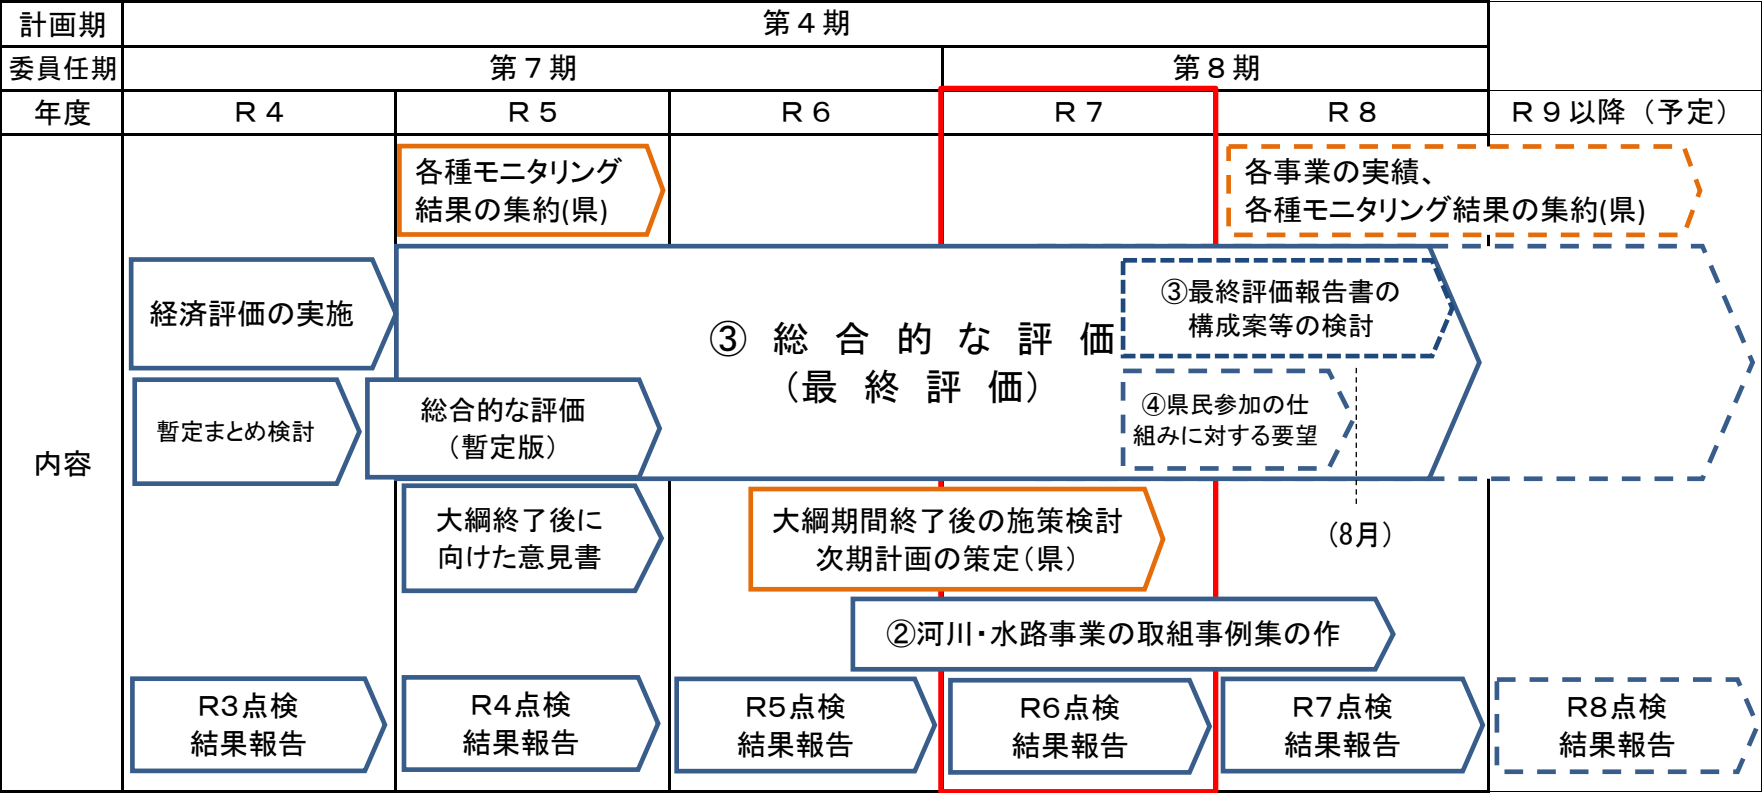 計画期
第４期
委員任期
第７期
第８期
年度
Ｒ４
Ｒ５
Ｒ６
Ｒ７
Ｒ８
Ｒ９以降（予定）
内容
各種モニタリング
結果の集約(県)
各事業の実績、
各種モニタリング結果の集約(県)
経済評価の実施
③ 総 合 的 な 評 価
（最 終 評 価）
③最終評価報告書の
構成案等の検討
暫定まとめ検討
総合的な評価
（暫定版）
④県民参加の仕
組みに対する要望
大綱終了後に
向けた意見書
大綱期間終了後の施策検討
次期計画の策定（県）
（8月）
②河川・水路事業の取組事例集の作
R3点検
結果報告
R4点検
結果報告
R5点検
結果報告
R6点検
結果報告
R7点検
結果報告
R8点検
結果報告